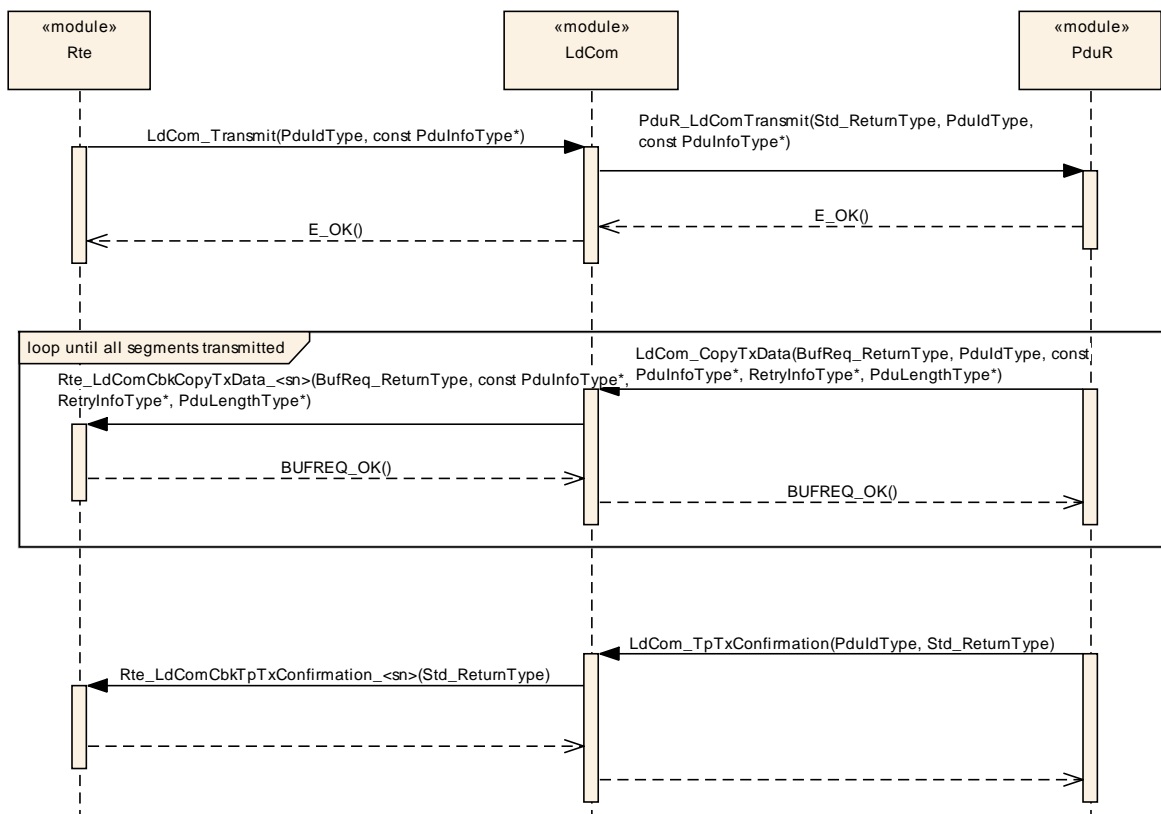 «module»
Rte
«module»
LdCom
«module»
PduR
LdCom_Transmit(PduIdType, const PduInfoType*)
PduR_LdComTransmit(Std_ReturnType, PduIdType,
const PduInfoType*)
E_OK()
E_OK()
loop until all segments transmitted
LdCom_CopyTxData(BufReq_ReturnType, PduIdType, const
PduInfoType*, RetryInfoType*, PduLengthType*)
Rte_LdComCbkCopyTxData_<sn>(BufReq_ReturnType, const PduInfoType*,
RetryInfoType*, PduLengthType*)
BUFREQ_OK()
BUFREQ_OK()
LdCom_TpTxConfirmation(PduIdType, Std_ReturnType)
Rte_LdComCbkTpTxConfirmation_<sn>(Std_ReturnType)